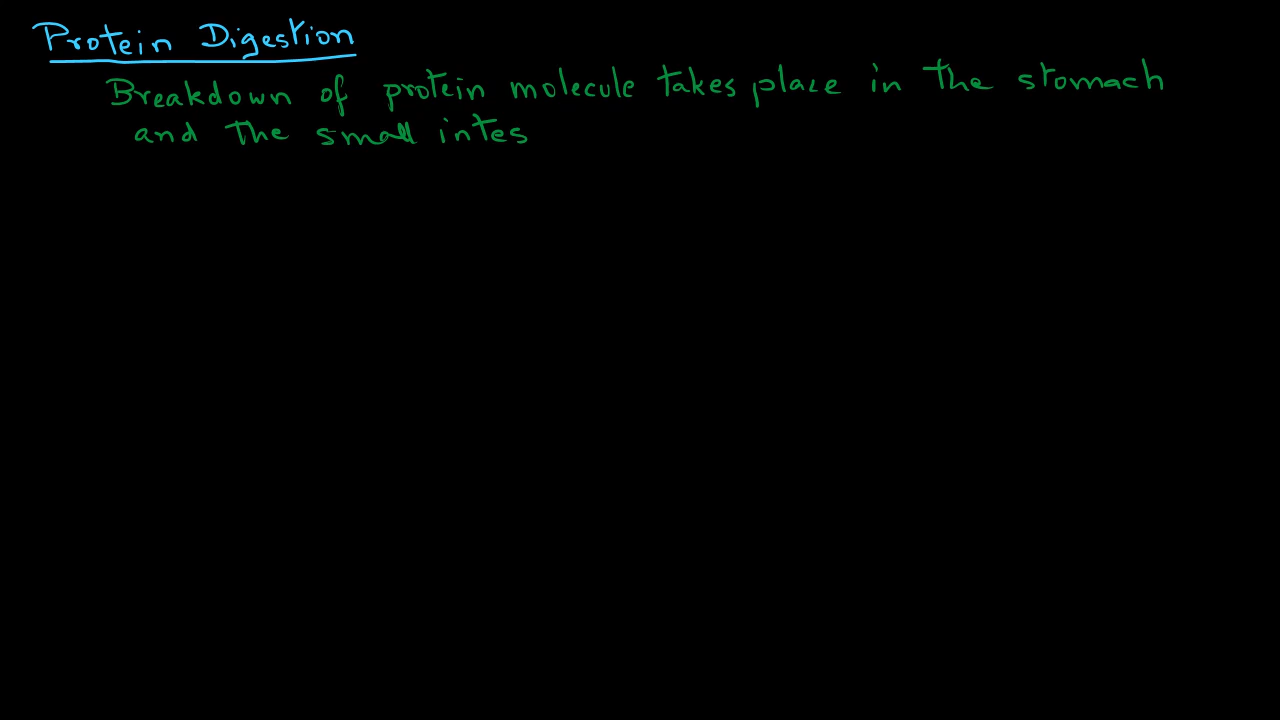 Protein Digestion
Breakdown of protein molecule takes place in the stomach
and the small intes